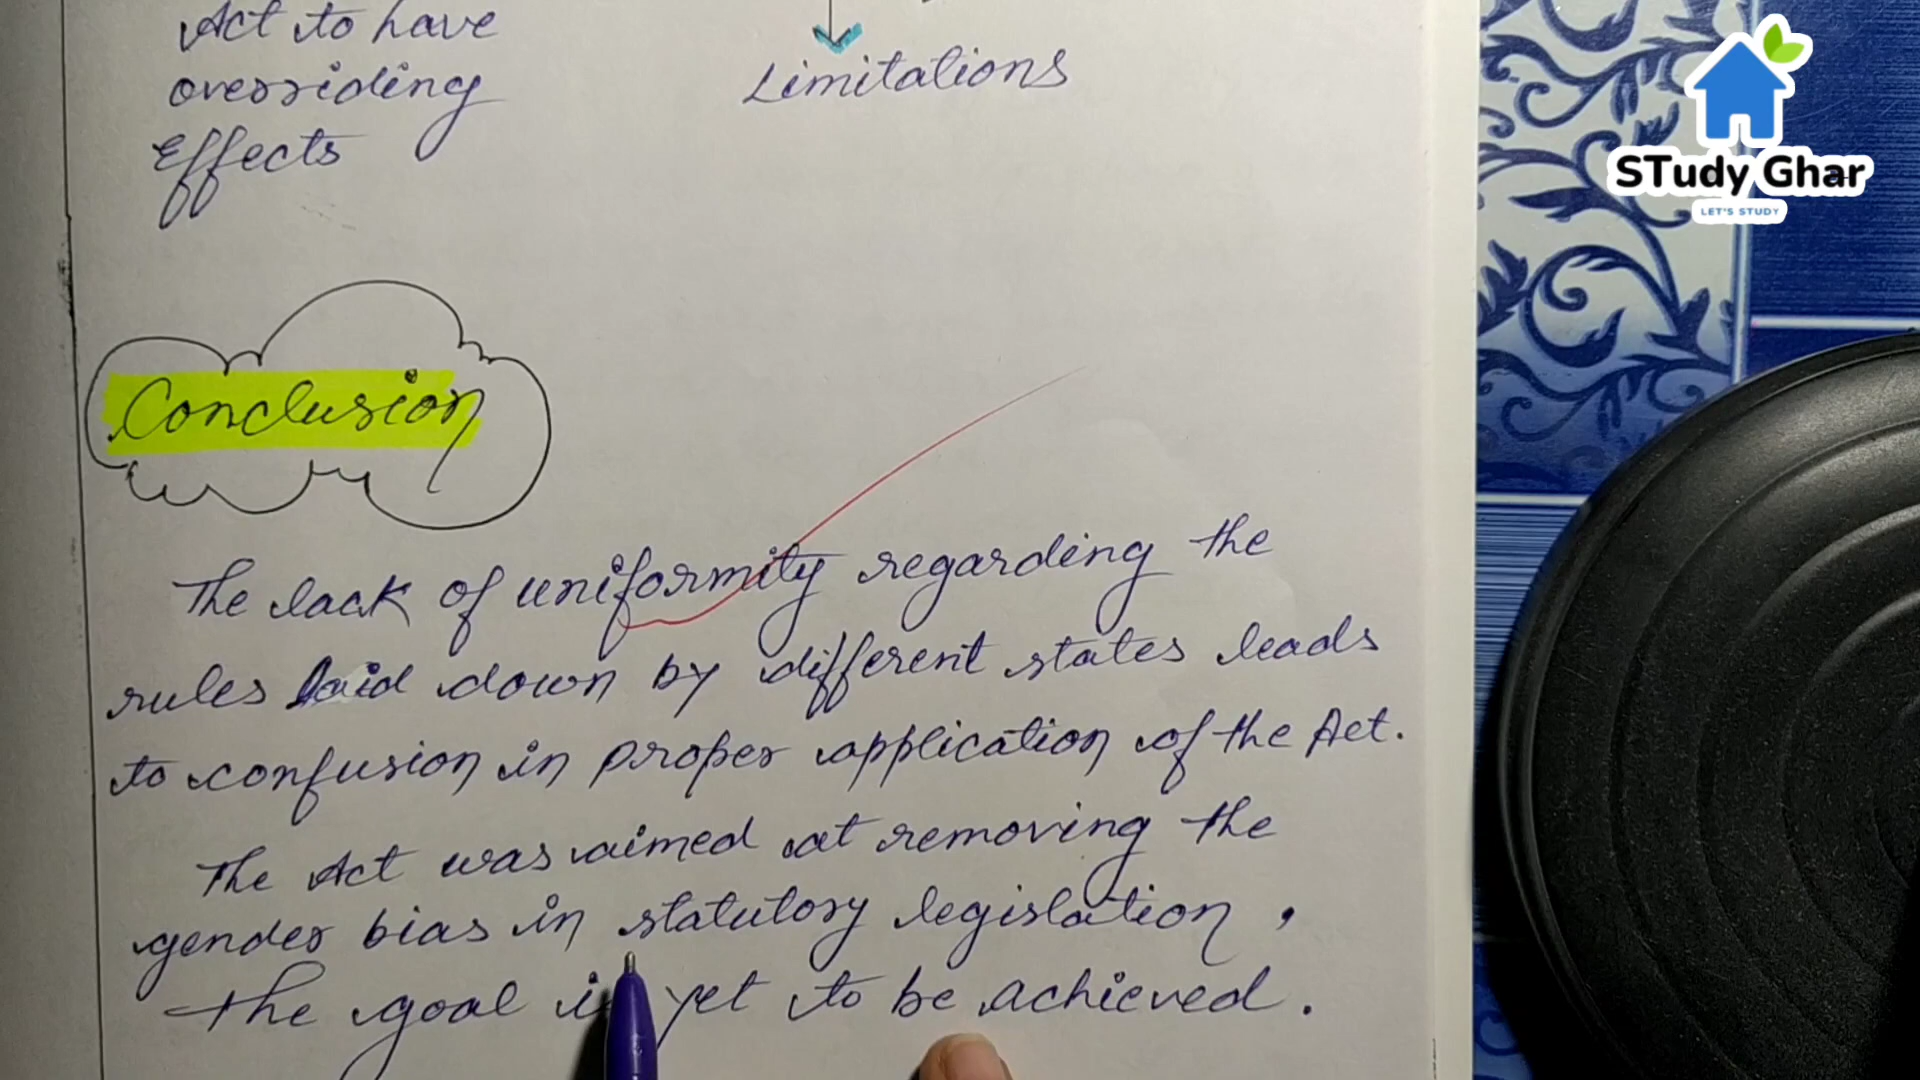 Act to have
overriding
Effects
Limitations
STudy Ghar
LET'S STUDY
Conclusion
The lack of uniformity regarding the
rules laid down by different states leads
to confusion in proper application of the Act.
The Act was aimed at removing the
gender bias in statutory legislation,
the goal is yet to be achieved.